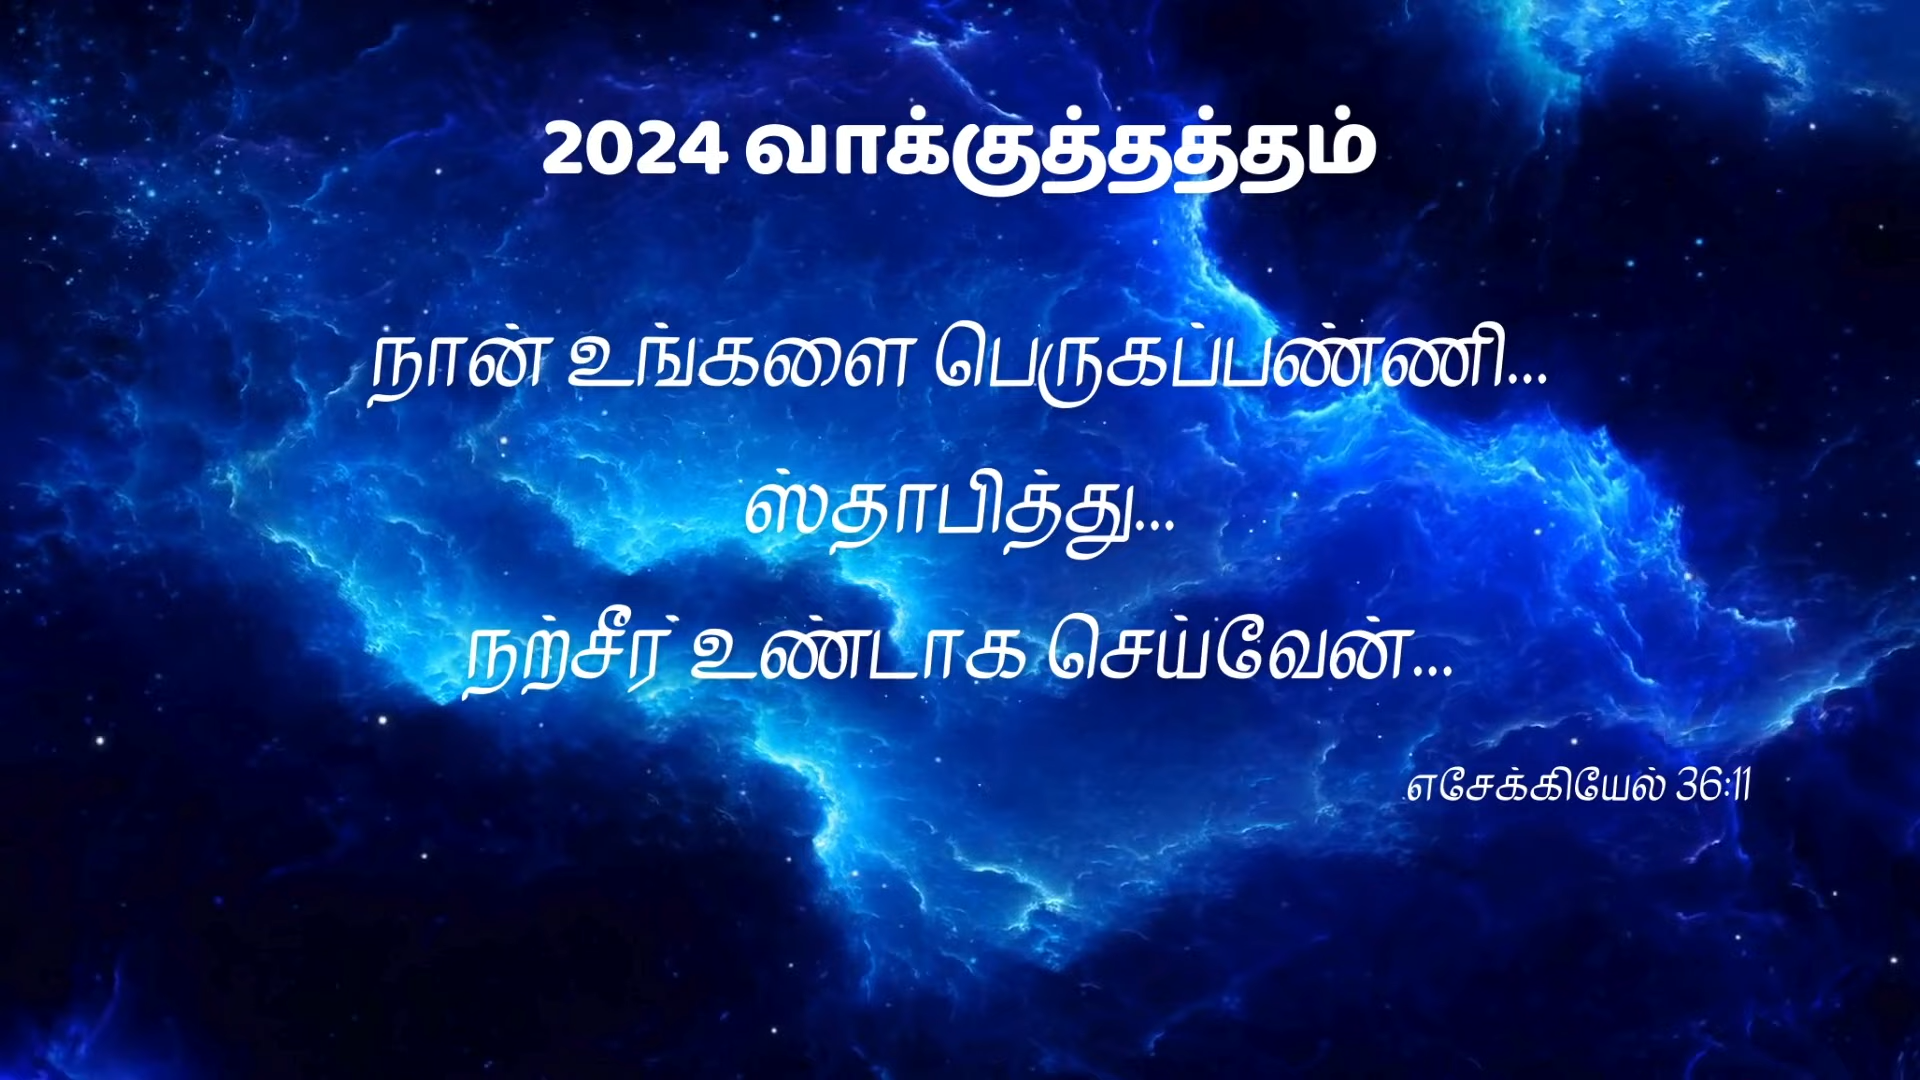 2024 வாக்குத்தத்தம்
நான் உங்களை பெருகப்பண்ணி...
ஸ்தாபித்து...
நற்சீர் உண்டாக செய்வேன்...
எசேக்கியேல் 36:11